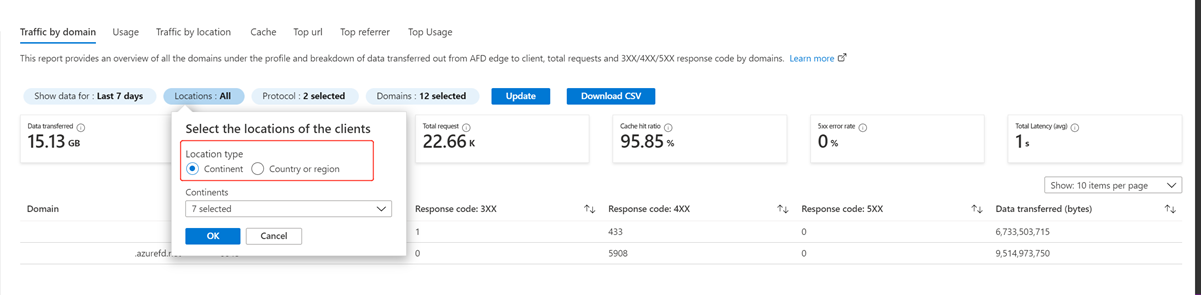 Traffic by domain Usage Traffic by location Cache Top url Top referrer Top Usage
This report provides an overview of all the domains under the profile and breakdown of data transferred out from AFD edge to client, total requests and 3XX/4XX/5XX response code by domains. Learn more
Show data for : Last 7 days Locations : All Protocol : 2 selected Domains : 12 selected Update Download CSV
Data transferred
15.13 GB
Select the locations of the clients
Location type
Continent Country or region
Continents
7 selected
OK Cancel
Total request
22.66 K
Cache hit ratio
95.85 %
5xx error rate
0 %
Total Latency (avg)
1 s
Show: 10 items per page
Domain Response code: 3XX Response code: 4XX Response code: 5XX Data transferred (bytes)
1 433 0 6,733,503,715
0 5908 0 9,514,973,750